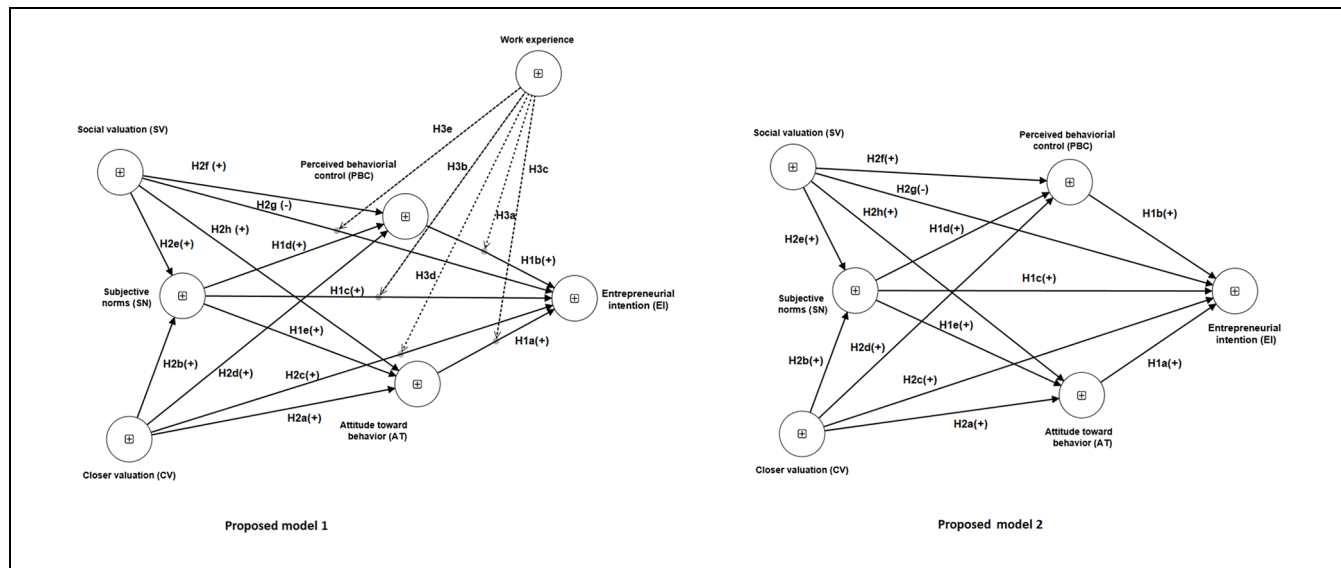 Work experience
Social valuation (SV)
H3e
H3b
H3c
H2f (+)
Perceived behaviorial
control (PBC)
H2g (-)
H3a
H2h (+)
H2e(+)
H1d(+)
H1b(+)
H3d
Subjective
norms (SN)
H1c(+)
Entrepreneurial
intention (EI)
H1e(+)
H1a(+)
H2b(+)
H2d(+)
H2c(+)
H2a(+)
Attitude toward
behavior (AT)
Closer valuation (CV)
Proposed model 1
Social valuation (SV)
Perceived behaviorial
control (PBC)
H2f(+)
H2g(-)
H2h(+)
H1d(+)
H1b(+)
H2e(+)
H1c(+)
Subjective
norms (SN)
Entrepreneurial
intention (EI)
H1e(+)
H2b(+)
H2d(+)
H1a(+)
H2c(+)
H2a(+)
Attitude toward
behavior (AT)
Closer valuation (CV)
Proposed model 2